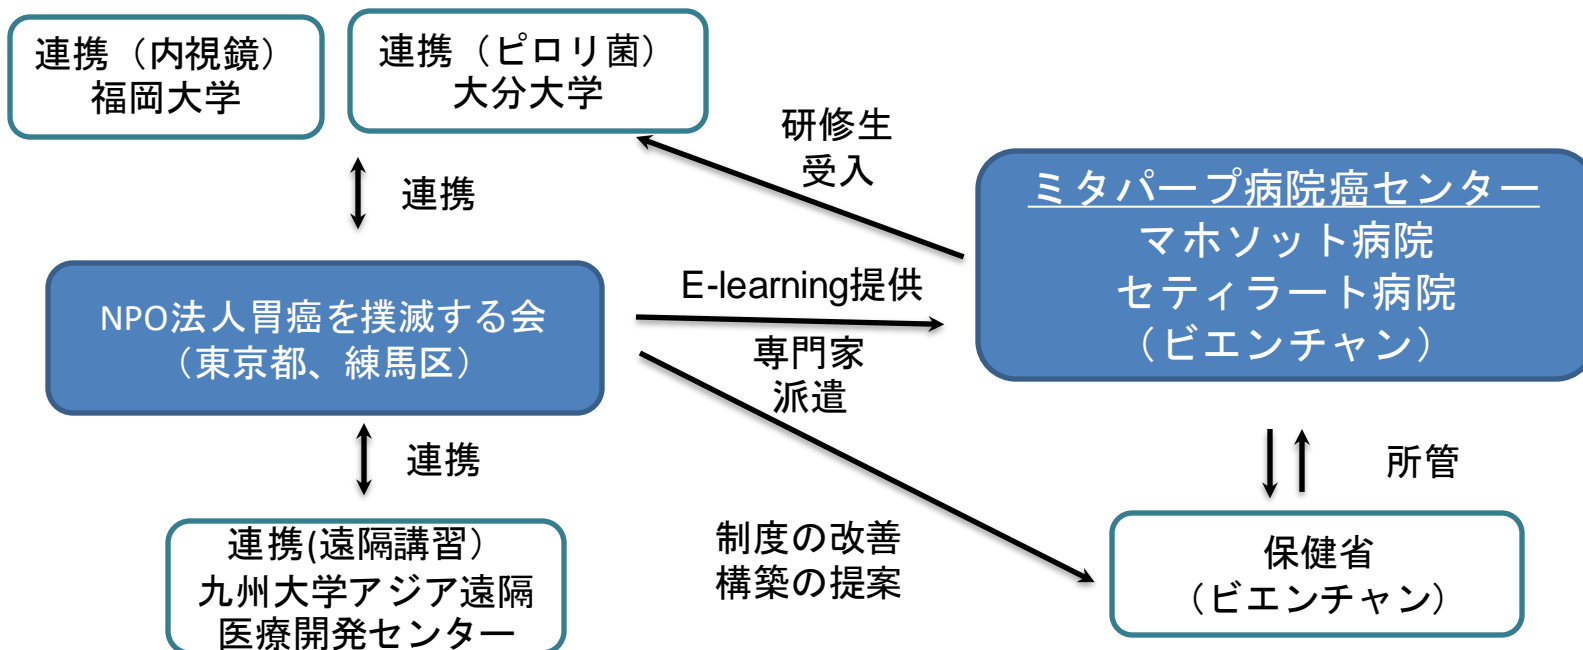 連携（内視鏡）
福岡大学
連携（ピロリ菌）
大分大学
研修生
受入
連携
ミタパープ病院癌センター
マホソット病院
セティラート病院
（ビエンチャン）
NPO法人胃癌を撲滅する会
（東京都、練馬区）
E-learning提供
専門家
派遣
連携
所管
連携(遠隔講習）
九州大学アジア遠隔
医療開発センター
制度の改善
構築の提案
保健省
（ビエンチャン）